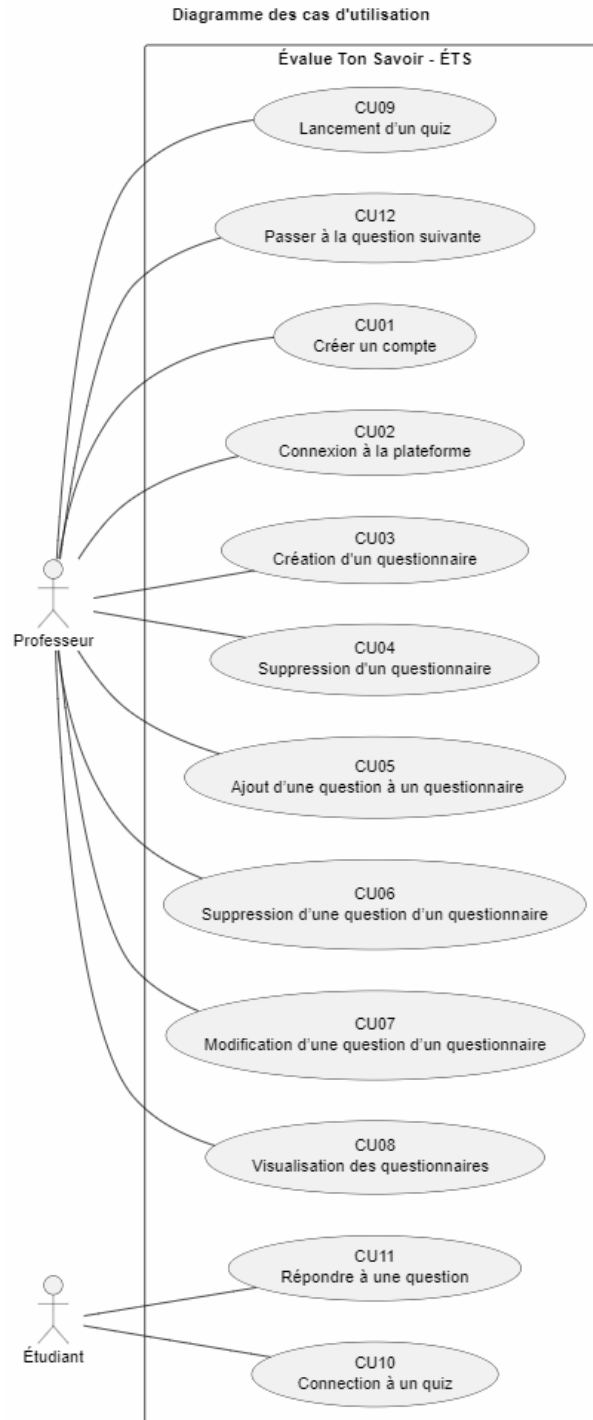 Diagramme des cas d'utilisation
Évalue Ton Savoir - ÉTS
CU09
Lancement d’un quiz
CU12
Passer à la question suivante
CU01
Créer un compte
CU02
Connexion à la plateforme
CU03
Création d'un questionnaire
Professeur
CU04
Suppression d'un questionnaire
CU05
Ajout d’une question à un questionnaire
CU06
Suppression d’une question d’un questionnaire
CU07
Modification d’une question d’un questionnaire
CU08
Visualisation des questionnaires
CU11
Répondre à une question
Étudiant
CU10
Connection à un quiz